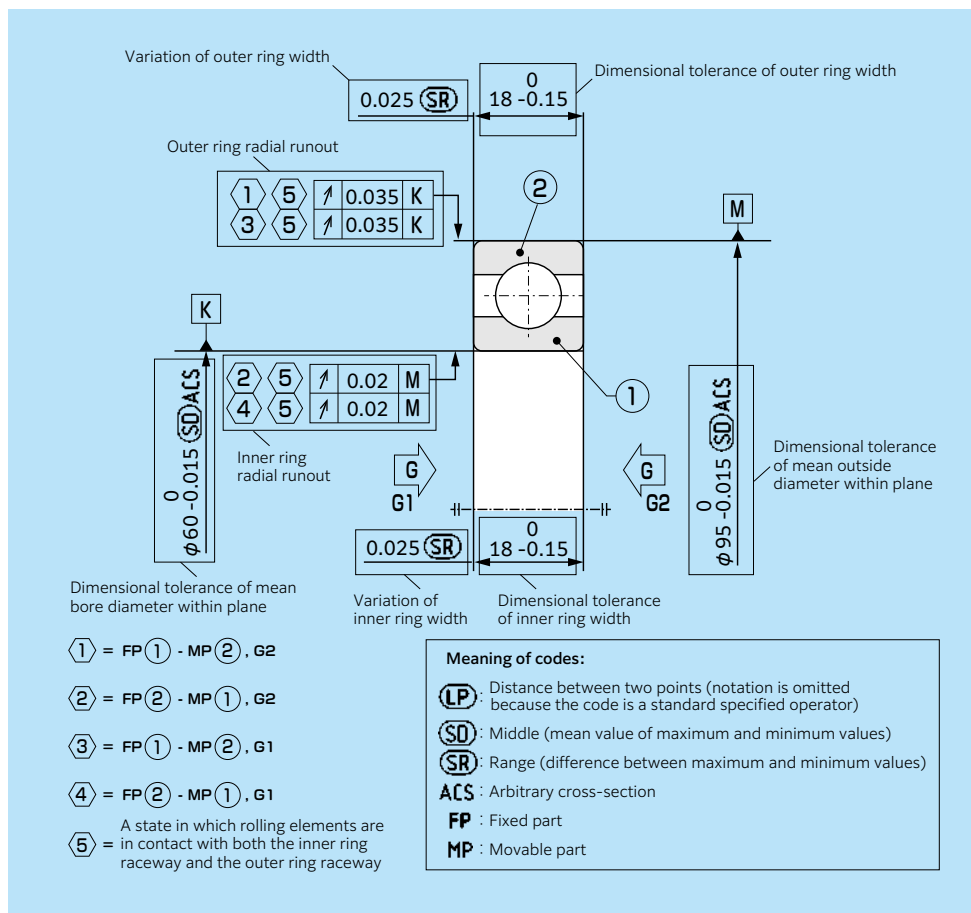 Variation of outer ring width
0.025 SR
0
18 -0.15
Dimensional tolerance of outer ring width
Outer ring radial runout
1 5 ↗ 0.035 K
3 5 ↗ 0.035 K
2
M
K
2 5 ↗ 0.02 M
4 5 ↗ 0.02 M
1
Inner ring
radial runout
0
φ60 -0.015 SD ACS
0
φ95 -0.015 SD ACS
Dimensional tolerance
of mean outside
diameter within plane
G
G1
G
G2
0.025 SR
0
18 -0.15
Dimensional tolerance of mean
bore diameter within plane
Variation of
inner ring width
Dimensional tolerance
of inner ring width
1 = FP 1 - MP 2 , G2
2 = FP 2 - MP 1 , G2
3 = FP 1 - MP 2 , G1
4 = FP 2 - MP 1 , G1
5 = A state in which rolling elements are
in contact with both the inner ring
raceway and the outer ring raceway
Meaning of codes:
LP : Distance between two points (notation is omitted
because the code is a standard specified operator)
SD : Middle (mean value of maximum and minimum values)
SR : Range (difference between maximum and minimum values)
ACS : Arbitrary cross-section
FP : Fixed part
MP : Movable part